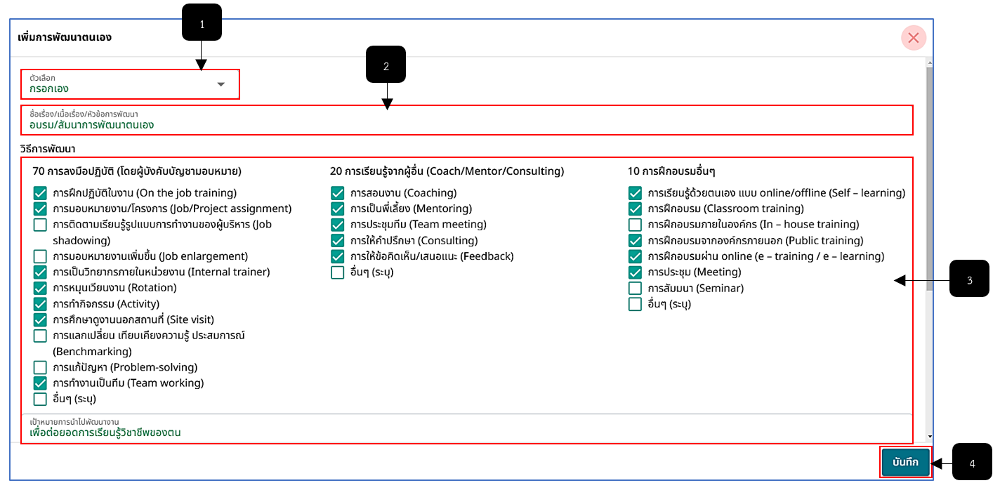 1
เพิ่มการพัฒนาตนเอง
2
ตัวเลือก
กรอกเอง
ชื่อเรื่อง/เนื้อเรื่อง/หัวข้อการพัฒนา
อบรม/สัมนาการพัฒนาตนเอง
วิธีการพัฒนา
70 การลงมือปฏิบัติ (โดยผู้บังคับบัญชามอบหมาย)
การฝึกปฏิบัติในงาน (On the job training)
การมอบหมายงาน/โครงการ (Job/Project assignment)
การติดตามเรียนรู้รูปแบบการทำงานของผู้บริหาร (Job
shadowing)
การมอบหมายงานเพิ่มขึ้น (Job enlargement)
การเป็นวิทยากรภายในหน่วยงาน (Internal trainer)
การหมุนเวียนงาน (Rotation)
การทำกิจกรรม (Activity)
การศึกษาดูงานนอกสถานที่ (Site visit)
การแลกเปลี่ยน เทียบเคียงความรู้ ประสมการณ์
(Benchmarking)
การแก้ปัญหา (Problem-solving)
การทำงานเป็นทีม (Team working)
อื่นๆ (ระบุ)
20 การเรียนรู้จากผู้อื่น (Coach/Mentor/Consulting)
การสอนงาน (Coaching)
การเป็นพี่เลี้ยง (Mentoring)
การประชุมทีม (Team meeting)
การให้คำปรึกษา (Consulting)
การให้ข้อคิดเห็น/เสนอแนะ (Feedback)
อื่นๆ (ระบุ)
10 การฝึกอบรมอื่นๆ
การเรียนรู้ด้วยตนเอง แบบ online/offline (Self – learning)
การฝึกอบรม (Classroom training)
การฝึกอบรมภายในองค์กร (In – house training)
การฝึกอบรมจากองค์กรภายนอก (Public training)
การฝึกอบรมผ่าน online (e – training / e – learning)
การประชุม (Meeting)
การสัมมนา (Seminar)
อื่นๆ (ระบุ)
3
เป้าหมายการนำไปพัฒนางาน
เพื่อต่อยอดการเรียนรู้วิชาชีพของตน
บันทึก
4